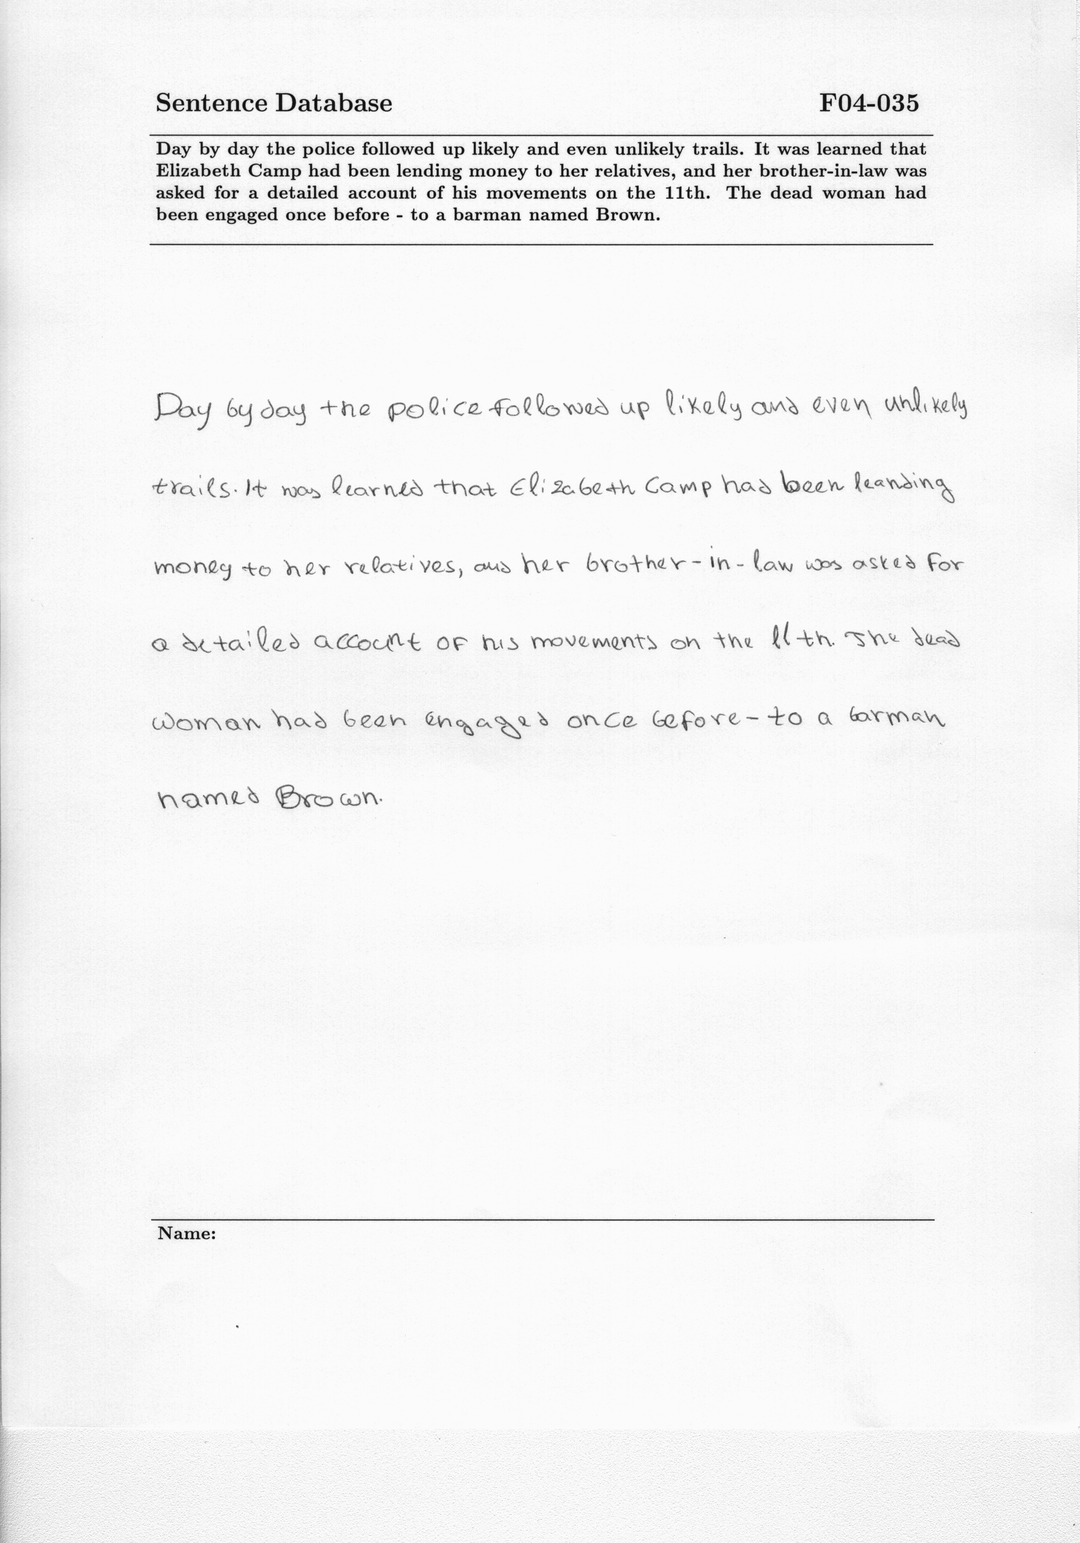 Sentence Database F04-035
Day by day the police followed up likely and even unlikely trails. It was learned that
Elizabeth Camp had been lending money to her relatives, and her brother-in-law was
asked for a detailed account of his movements on the 11th. The dead woman had
been engaged once before - to a barman named Brown.
Day by day the police followed up likely and even unlikely
trails. It was learned that Elizabeth Camp had been leanding
money to her relatives, and her brother-in-law was asked for
a detailed account of his movements on the 11th. The dead
woman had been engaged once before - to a barman
named Brown.
Name: